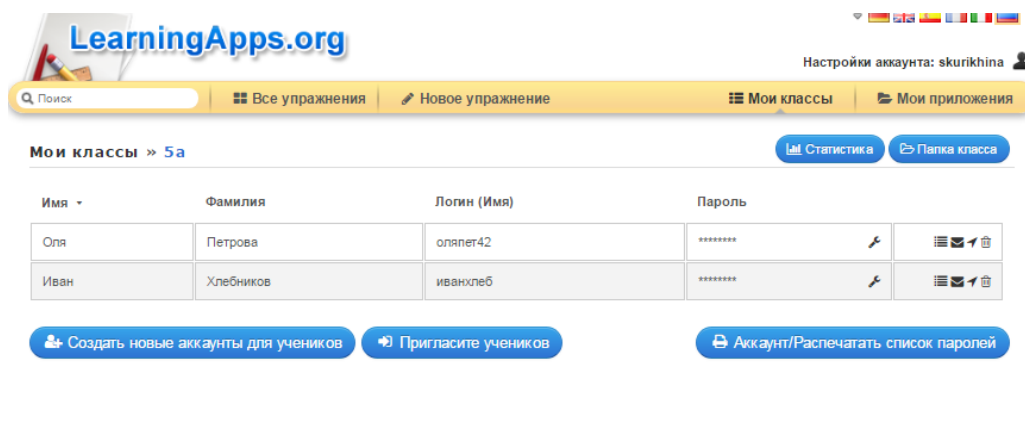 LearningApps.org
Настройки аккаунта: skurikhina
Поиск Все упражнения Новое упражнение Мои классы Мои приложения
Мои классы » 5а Статистика Папка класса
Имя Фамилия Логин (Имя) Пароль
Оля Петрова оляпет42 ********
Иван Хлебников иванхлеб ********
Создать новые аккаунты для учеников Пригласите учеников Аккаунт/Распечатать список паролей